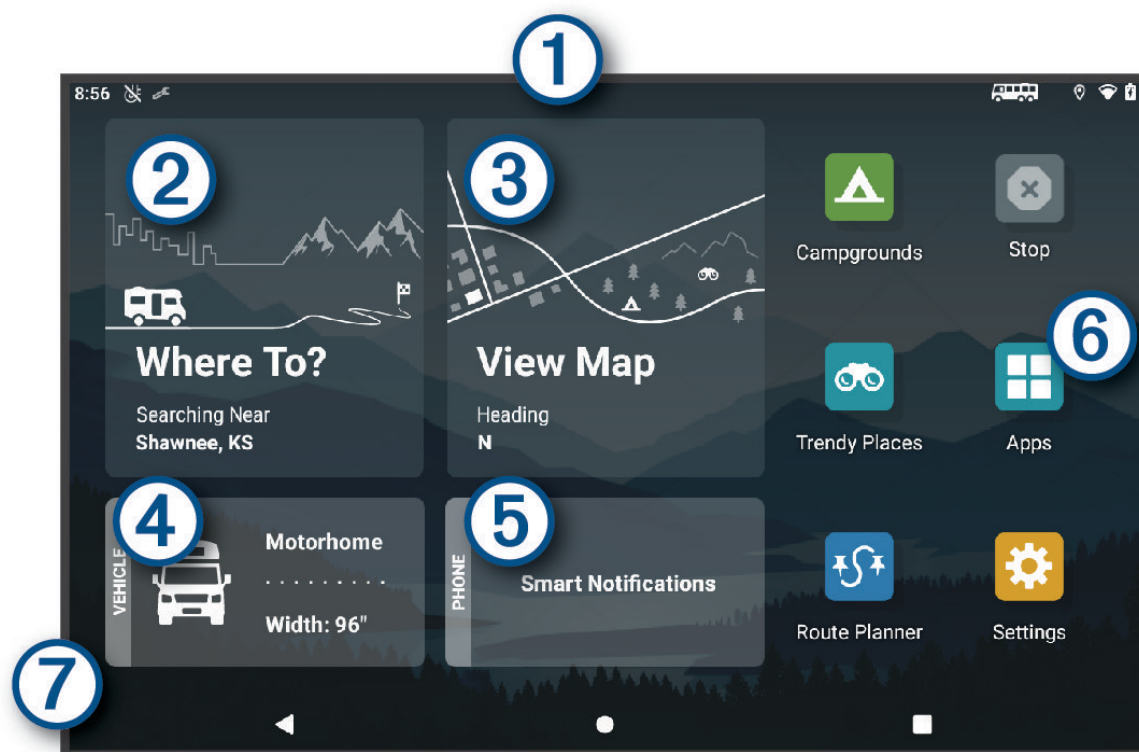 1
8:56
2
Where To?
Searching Near
Shawnee, KS
3
View Map
Heading
N
Campgrounds
Stop
Trendy Places
6
Apps
4
VEHICLE
Motorhome
. . . . . . . . .
Width: 96"
5
PHONE
Smart Notifications
Route Planner
Settings
7